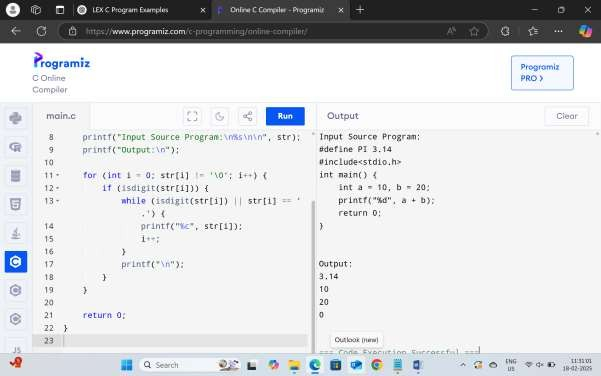 LEX C Program Examples
Online C Compiler - Programiz
https://www.programiz.com/c-programming/online-compiler/
Programiz
C Online
Compiler
Programiz
PRO >
main.c
Run
Output
Clear
8 printf("Input Source Program:\n%s\n\n", str);
9 printf("Output:\n");
10
11 for (int i = 0; str[i] != '\0'; i++) {
12 if (isdigit(str[i])) {
13 while (isdigit(str[i]) || str[i] == '
.') {
14 printf("%c", str[i]);
15 i++;
16 }
17 printf("\n");
18 }
19 }
20
21 return 0;
22 }
23
Input Source Program:
#define PI 3.14
#include<stdio.h>
int main() {
int a = 10, b = 20;
printf("%d", a + b);
return 0;
}
Output:
3.14
10
20
0
=== Code Execution Successful ===
Outlook (new)
JS
Search
ENG
US
11:31:01
18-02-2025